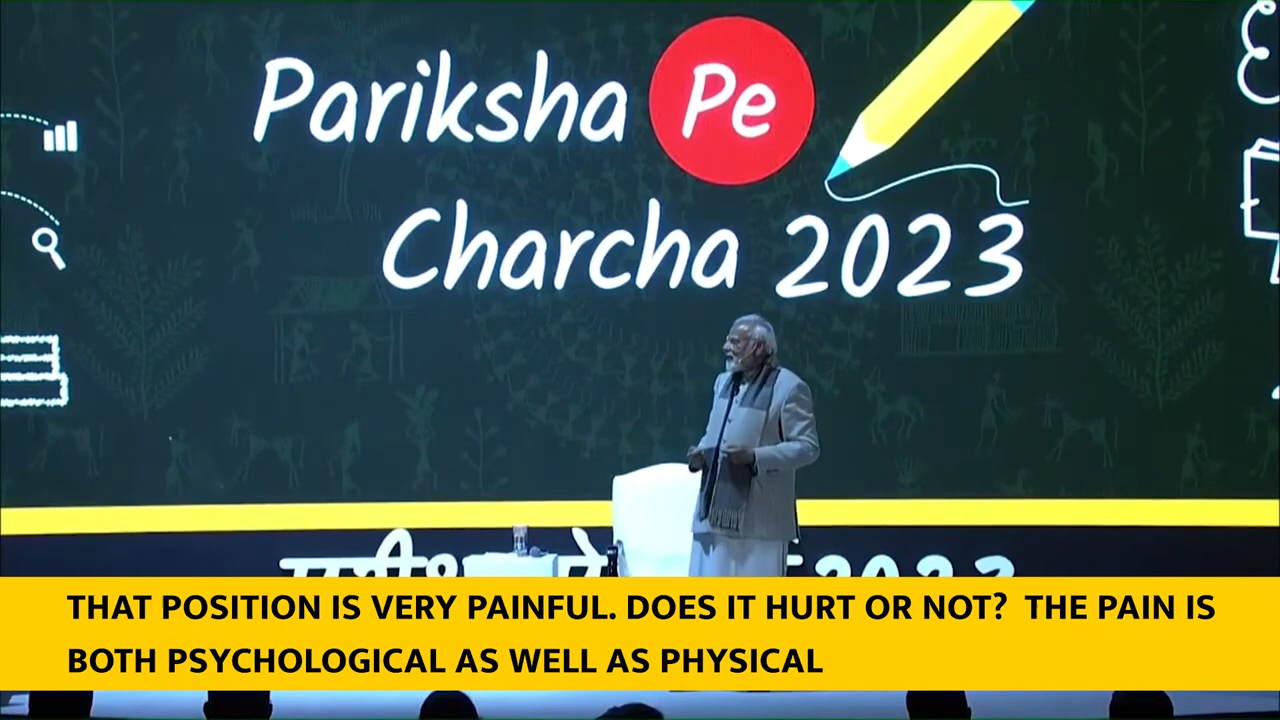 Pariksha Pe
Charcha 2023
2023
THAT POSITION IS VERY PAINFUL. DOES IT HURT OR NOT? THE PAIN IS
BOTH PSYCHOLOGICAL AS WELL AS PHYSICAL